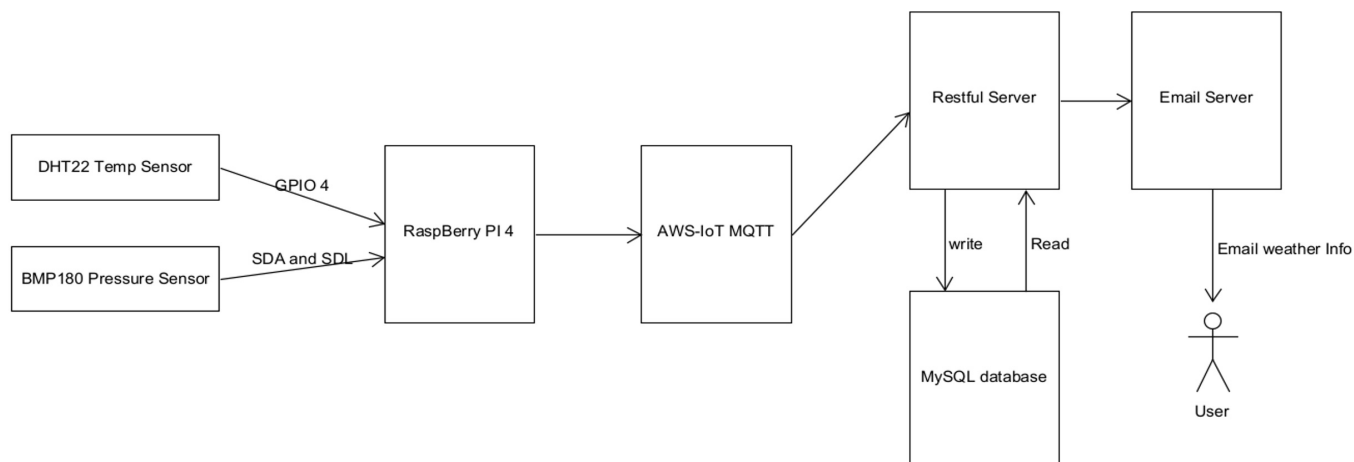 DHT22 Temp Sensor
GPIO 4
BMP180 Pressure Sensor
SDA and SDL
RaspBerry PI 4
AWS-IoT MQTT
Restful Server
Email Server
write
Read
MySQL database
Email weather Info
User